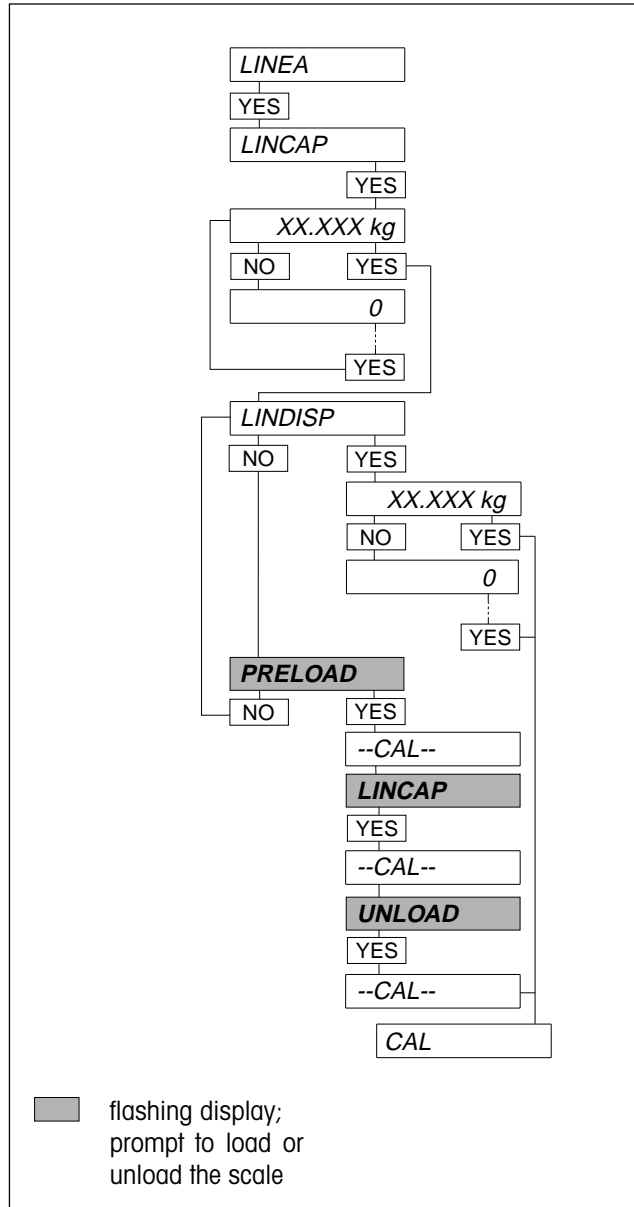 LINEA
YES
LINCAP
YES
XX.XXX kg
NO YES
0
YES
LINDISP
NO YES
XX.XXX kg
NO YES
0
YES
PRELOAD
NO YES
--CAL--
LINCAP
YES
--CAL--
UNLOAD
YES
--CAL--
CAL
flashing display;
prompt to load or
unload the scale